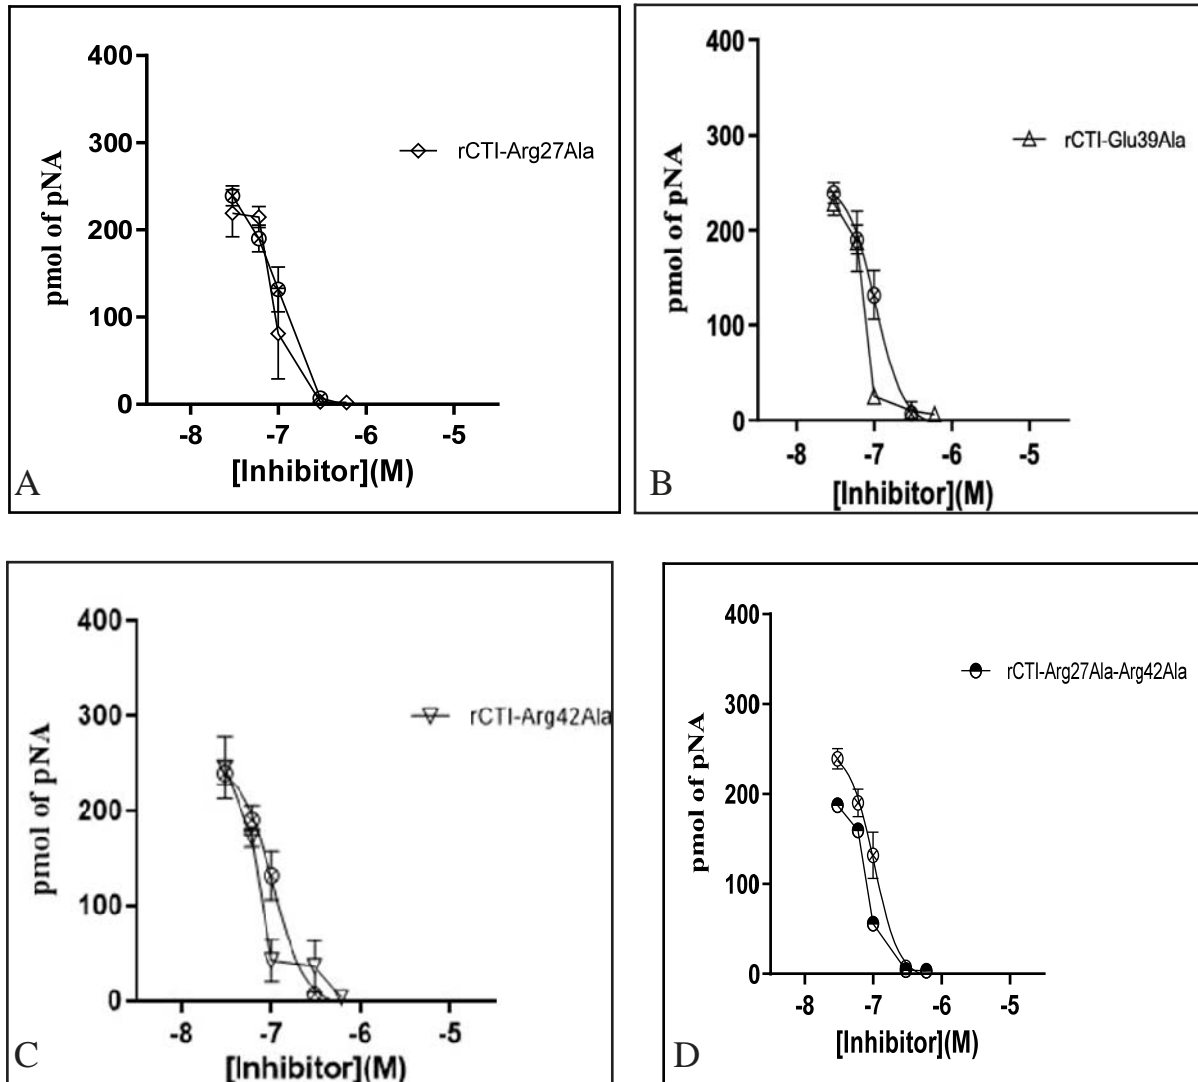 400
300
200
100
0
pmol of pNA
rCTI-Arg27Ala
-8 -7 -6 -5
[Inhibitor](M)
A
400
300
200
100
0
pmol of pNA
rCTI-Glu39Ala
-8 -7 -6 -5
[Inhibitor](M)
B
400
300
200
100
0
pmol of pNA
rCTI-Arg42Ala
-8 -7 -6 -5
[Inhibitor](M)
C
400
300
200
100
0
pmol of pNA
rCTI-Arg27Ala-Arg42Ala
-8 -7 -6 -5
[Inhibitor](M)
D